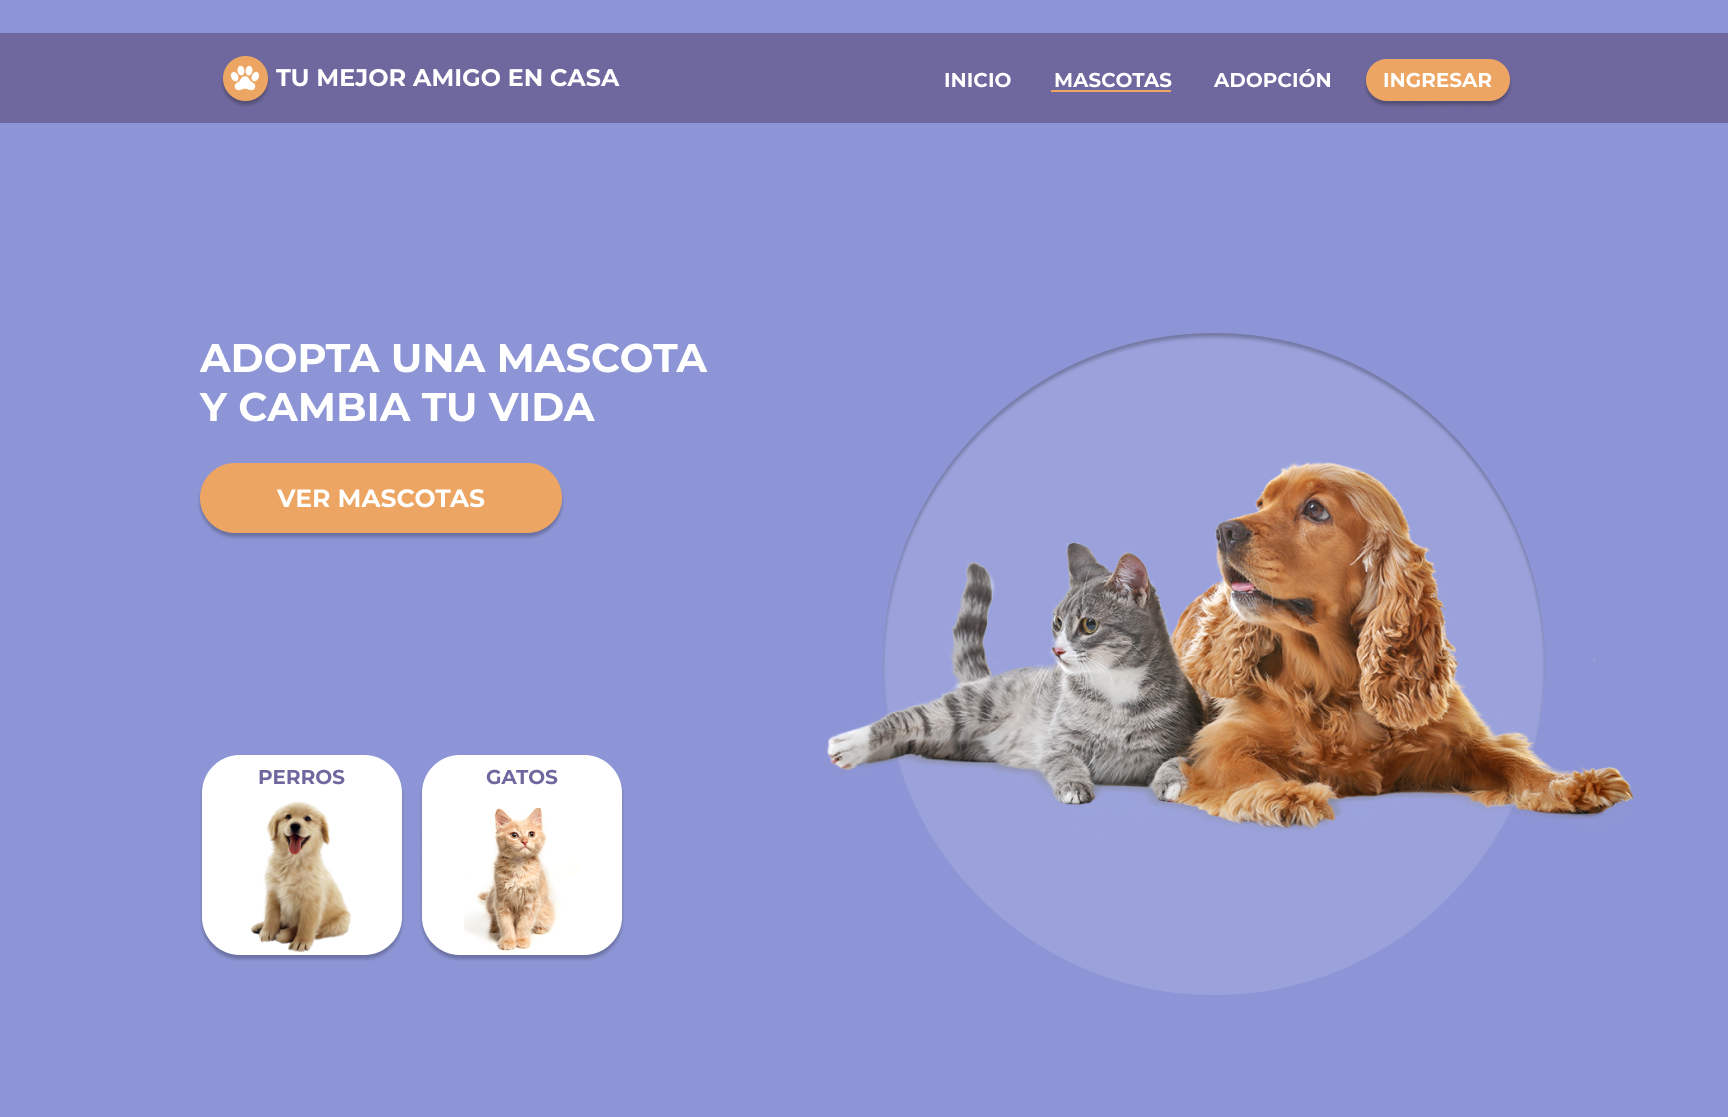 TU MEJOR AMIGO EN CASA
INICIO
MASCOTAS
ADOPCIÓN
INGRESAR
ADOPTA UNA MASCOTA
Y CAMBIA TU VIDA
VER MASCOTAS
PERROS
GATOS